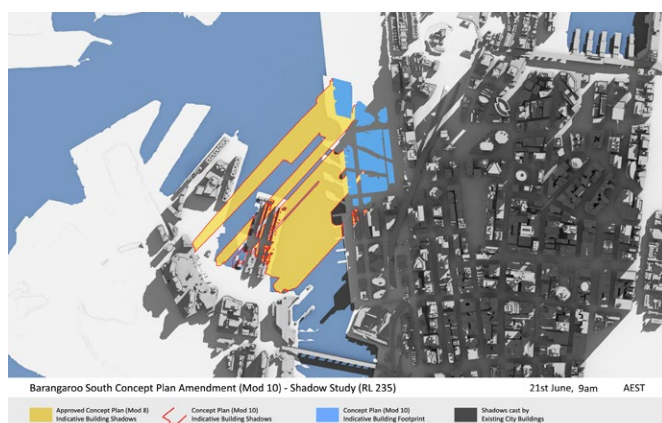 Barangaroo South Concept Plan Amendment (Mod 10) - Shadow Study (RL 235)
21st June, 9am
AEST
Approved Concept Plan (Mod 8)
Indicative Building Shadows
Concept Plan (Mod 10)
Indicative Building Shadows
Concept Plan (Mod 10)
Indicative Building Footprint
Shadows cast by
Existing City Buildings